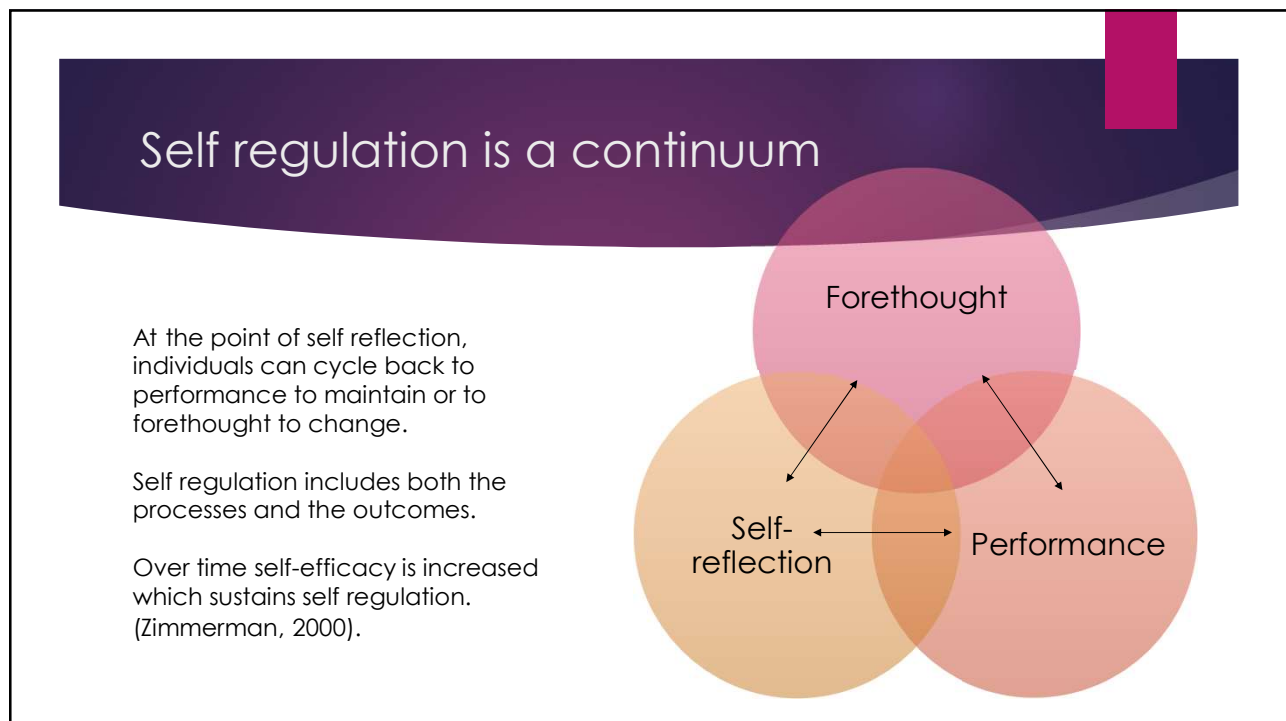 Self regulation is a continuum
At the point of self reflection,
individuals can cycle back to
performance to maintain or to
forethought to change.
Self regulation includes both the
processes and the outcomes.
Over time self-efficacy is increased
which sustains self regulation.
(Zimmerman, 2000).
Forethought
Self-
reflection
Performance